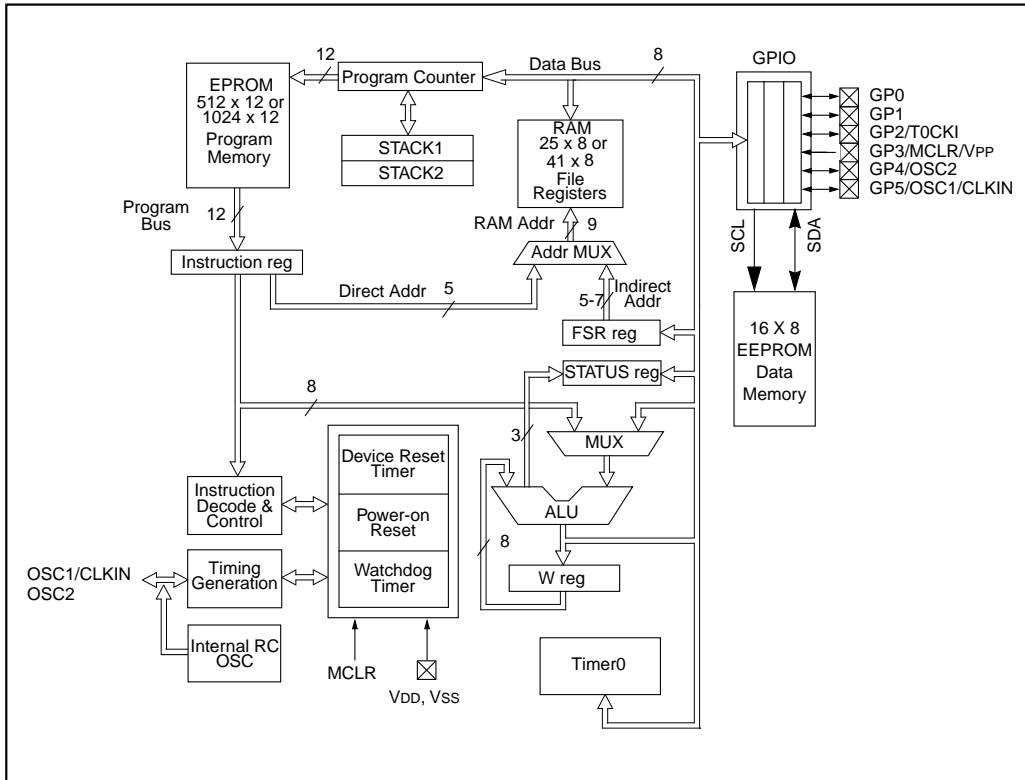 12
Program Counter
Data Bus
8
GPIO
EPROM
512 x 12 or
1024 x 12
Program
Memory
STACK1
STACK2
RAM
25 x 8 or
41 x 8
File
Registers
GP0
GP1
GP2/T0CKI
GP3/MCLR/VPP
GP4/OSC2
GP5/OSC1/CLKIN
Program
Bus
12
RAM Addr
9
SCL
SDA
Instruction reg
Addr MUX
Direct Addr
5
5-7
Indirect
Addr
FSR reg
16 X 8
EEPROM
Data
Memory
STATUS reg
8
3
MUX
Device Reset
Timer
Instruction
Decode &
Control
Power-on
Reset
ALU
8
Watchdog
Timer
W reg
OSC1/CLKIN
OSC2
Timing
Generation
Internal RC
OSC
MCLR
VDD, VSS
Timer0